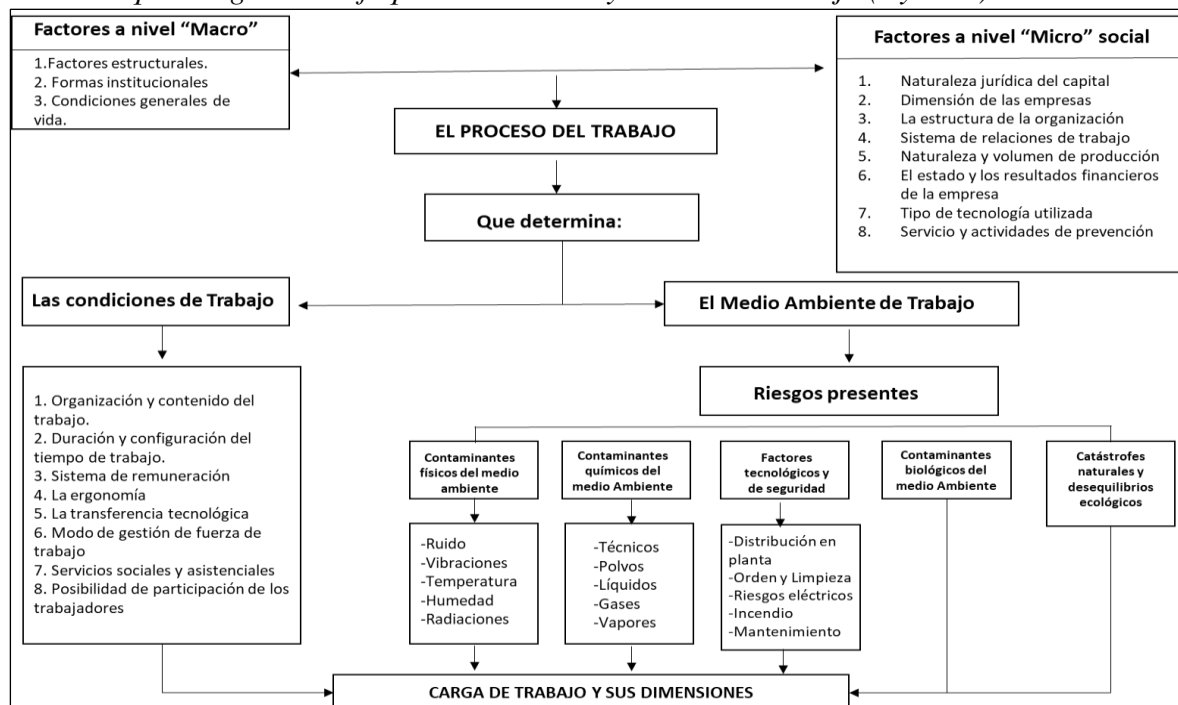 Factores a nivel “Macro”
1.Factores estructurales.
2. Formas institucionales
3. Condiciones generales de
vida.
Factores a nivel “Micro” social
1. Naturaleza jurídica del capital
2. Dimensión de las empresas
3. La estructura de la organización
4. Sistema de relaciones de trabajo
5. Naturaleza y volumen de producción
6. El estado y los resultados financieros
de la empresa
7. Tipo de tecnología utilizada
8. Servicio y actividades de prevención
EL PROCESO DEL TRABAJO
Que determina:
Las condiciones de Trabajo
El Medio Ambiente de Trabajo
1. Organización y contenido del
trabajo.
2. Duración y configuración del
tiempo de trabajo.
3. Sistema de remuneración
4. La ergonomía
5. La transferencia tecnológica
6. Modo de gestión de fuerza de
trabajo
7. Servicios sociales y asistenciales
8. Posibilidad de participación de los
trabajadores
Riesgos presentes
Contaminantes
físicos del medio
ambiente
Contaminantes
químicos del
medio Ambiente
Factores
tecnológicos y
de seguridad
Contaminantes
biológicos del
medio Ambiente
Catástrofes
naturales y
desequilibrios
ecológicos
-Ruido
-Vibraciones
-Temperatura
-Humedad
-Radiaciones
-Técnicos
-Polvos
-Líquidos
-Gases
-Vapores
-Distribución en
planta
-Orden y Limpieza
-Riesgos eléctricos
-Incendio
-Mantenimiento
CARGA DE TRABAJO Y SUS DIMENSIONES